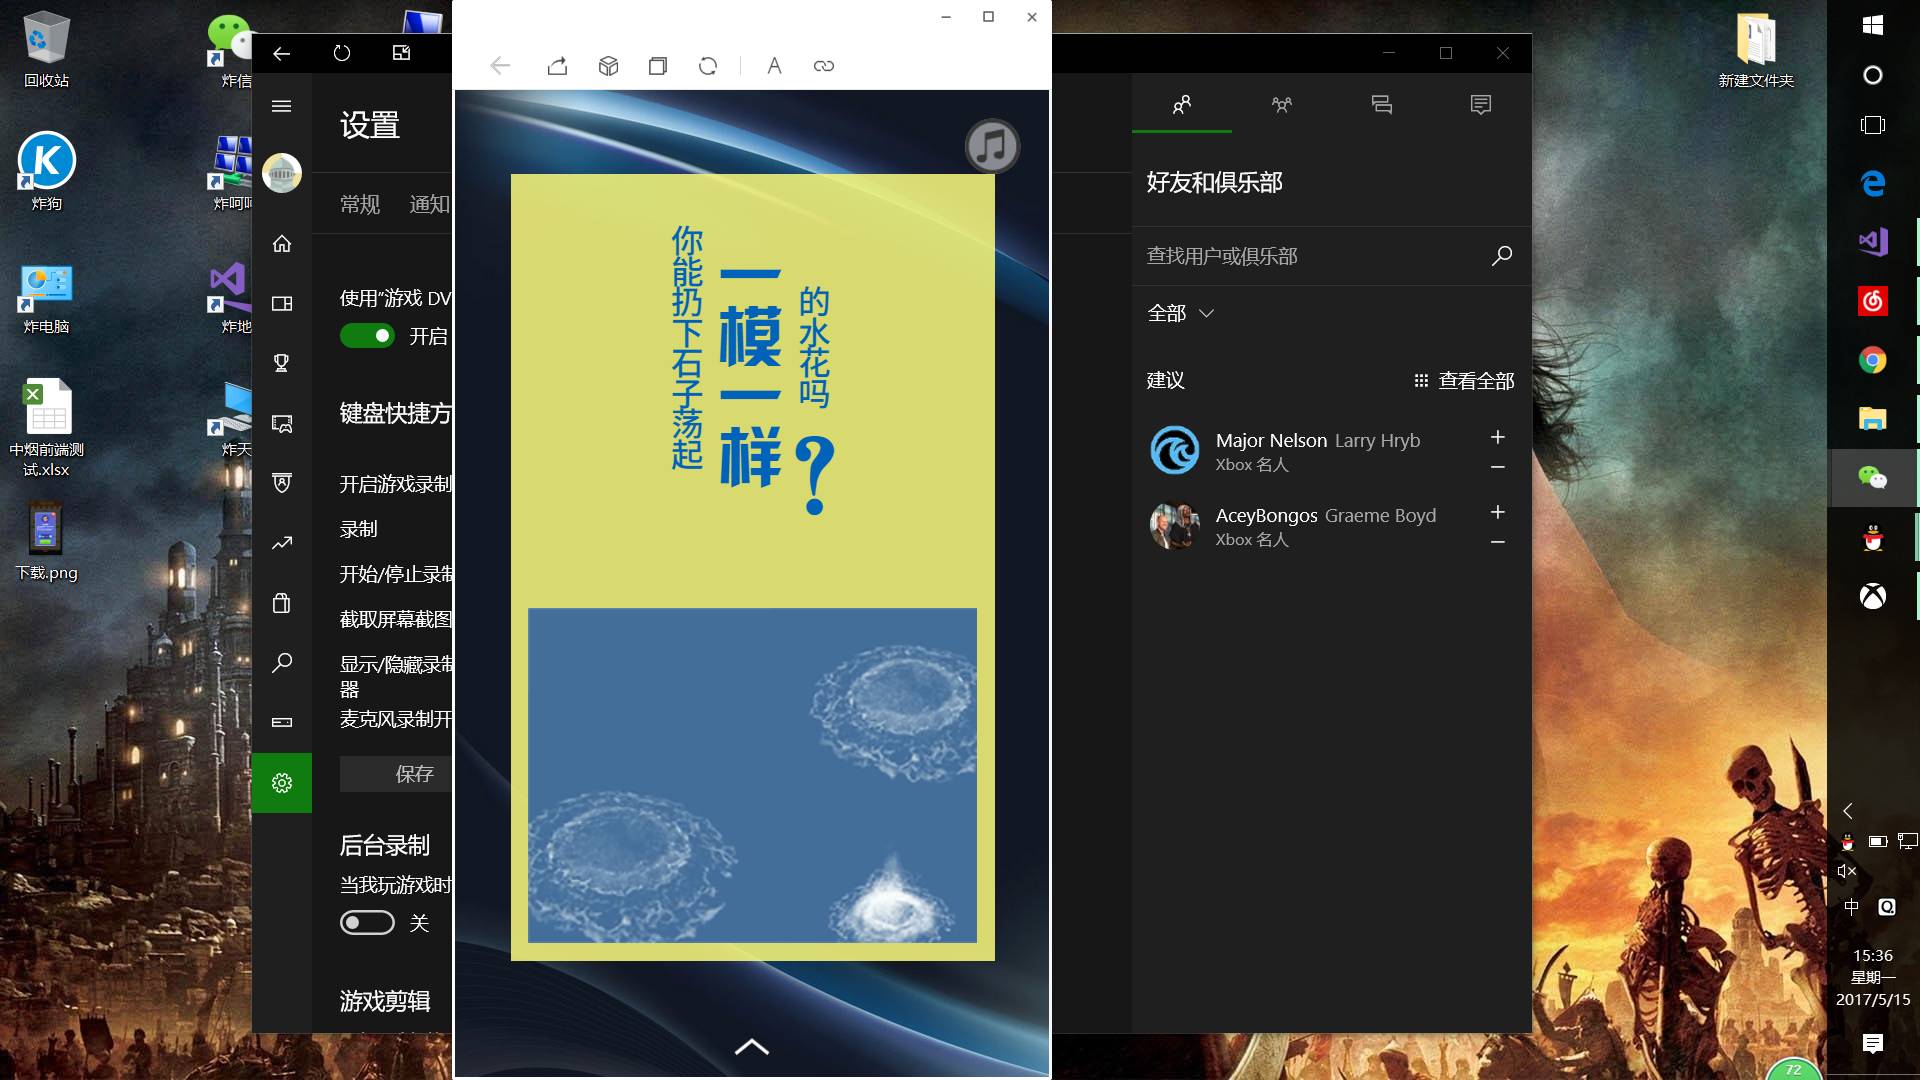 回收站
炸狗
炸电脑
中烟前端测
试.xlsx
下载.png
炸信
炸呵呵
炸地
炸天
设置
常规
通知
使用"游戏 DV
开启
键盘快捷方
开启游戏录制
录制
开始/停止录制
截取屏幕截图
显示/隐藏录制
器
麦克风录制开
保存
后台录制
当我玩游戏时
关
游戏剪辑
你能扔下石子荡起
一模一样
的水花吗
?
好友和俱乐部
查找用户或俱乐部
全部
建议
查看全部
Major Nelson Larry Hryb
Xbox 名人
AceyBongos Graeme Boyd
Xbox 名人
新建文件夹
中
15:36
星期一
2017/5/15
72